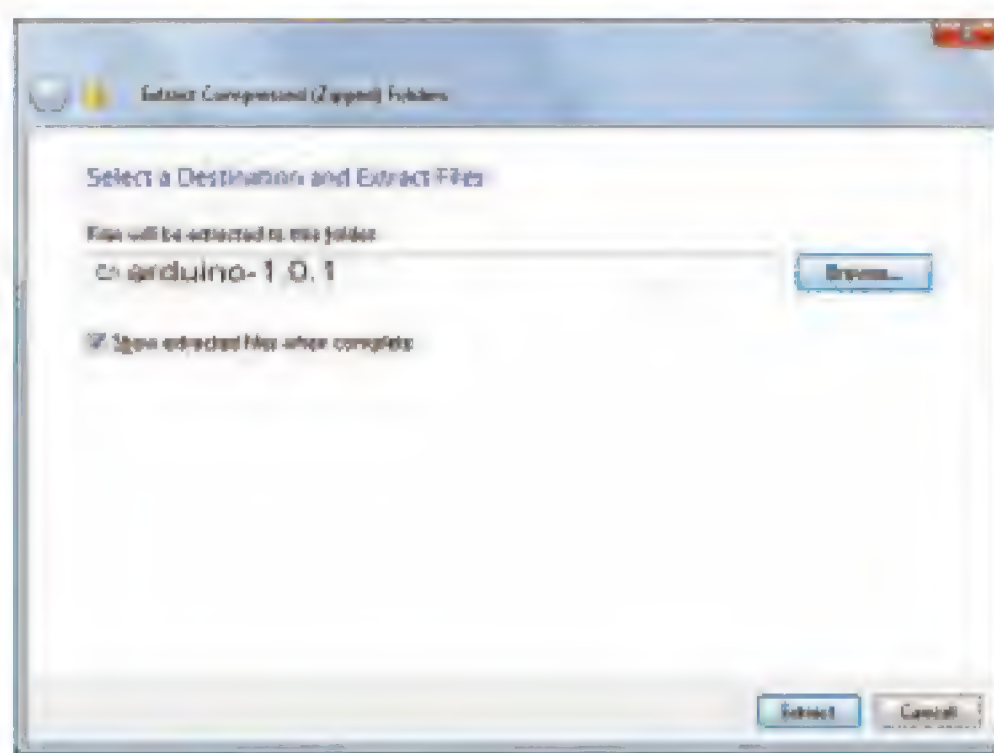 Extract Compressed (Zipped) Folders
Select a Destination and Extract Files
Files will be extracted to this folder:
arduino-1.0.1
Browse...
Show extracted files when complete
Extract
Cancel